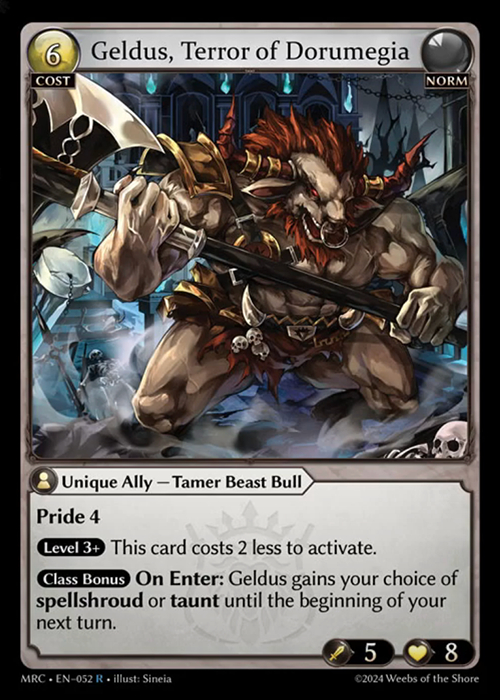 6
Geldus, Terror of Dorumegia
COST
NORM
Unique Ally — Tamer Beast Bull
Pride 4
Level 3+ This card costs 2 less to activate.
Class Bonus On Enter: Geldus gains your choice of
spellshroud or taunt until the beginning of your
next turn.
5
8
MRC • EN-052 R • illust: Sineia
©2024 Weebs of the Shore